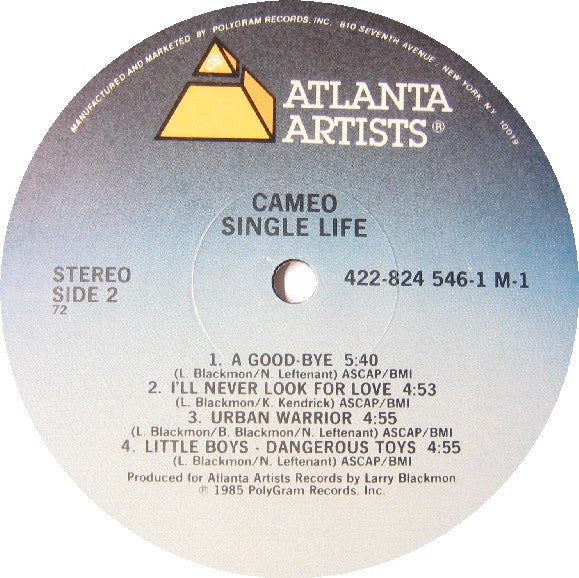 MANUFACTURED AND MARKETED BY POLYGRAM RECORDS, INC. 810 SEVENTH AVENUE, NEW YORK, N.Y. 10019
ATLANTA
ARTISTS®
CAMEO
SINGLE LIFE
STEREO
SIDE 2
72
422-824 546-1 M-1
1. A GOOD-BYE 5:40
(L. Blackmon/N. Leftenant) ASCAP/BMI
2. I'LL NEVER LOOK FOR LOVE 4:53
(L. Blackmon/K. Kendrick) ASCAP/BMI
3. URBAN WARRIOR 4:55
(L. Blackmon/B. Blackmon/N. Leftenant) ASCAP/BMI
4. LITTLE BOYS - DANGEROUS TOYS 4:55
(L. Blackmon/N. Leftenant) ASCAP/BMI
Produced for Atlanta Artists Records by Larry Blackmon
℗ 1985 PolyGram Records, Inc.